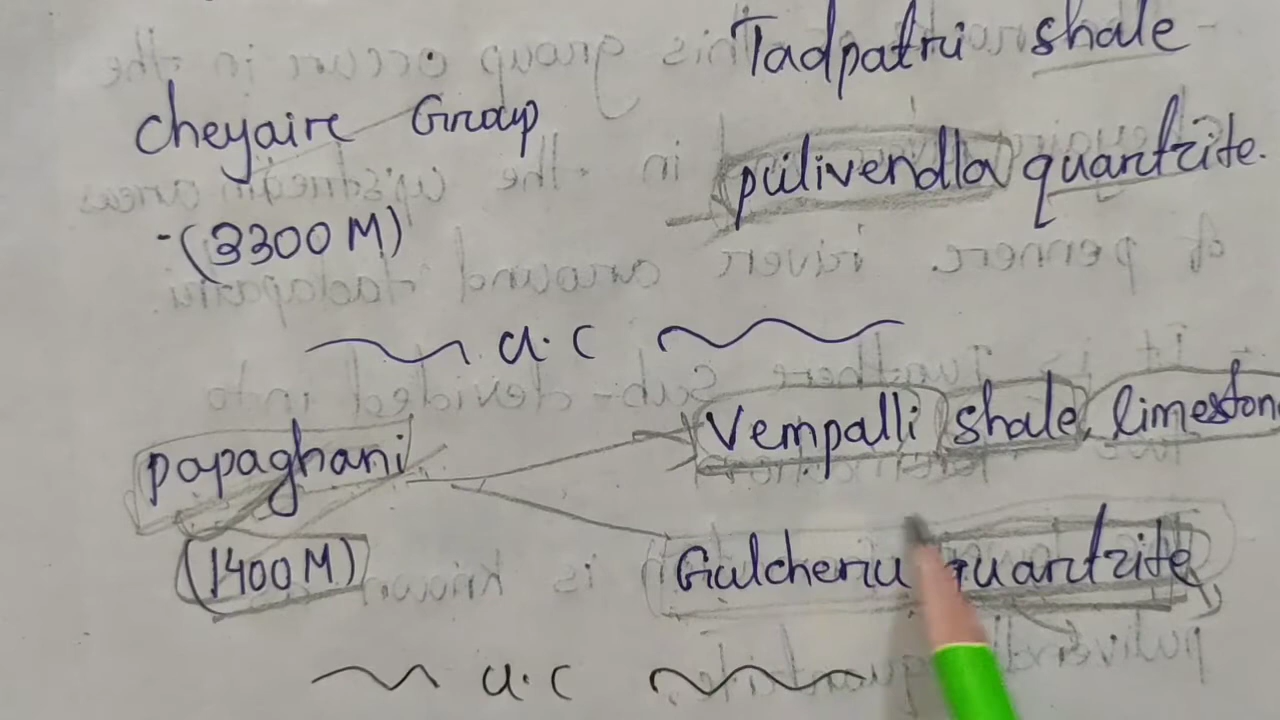 Tadpatri shale
Cheyaire Group
pulivendla quartzite.
-(3300 M)
u.c
papaghani
Vempalli shale, limeston
(1400 M)
Gulcheru quartzite
u.c